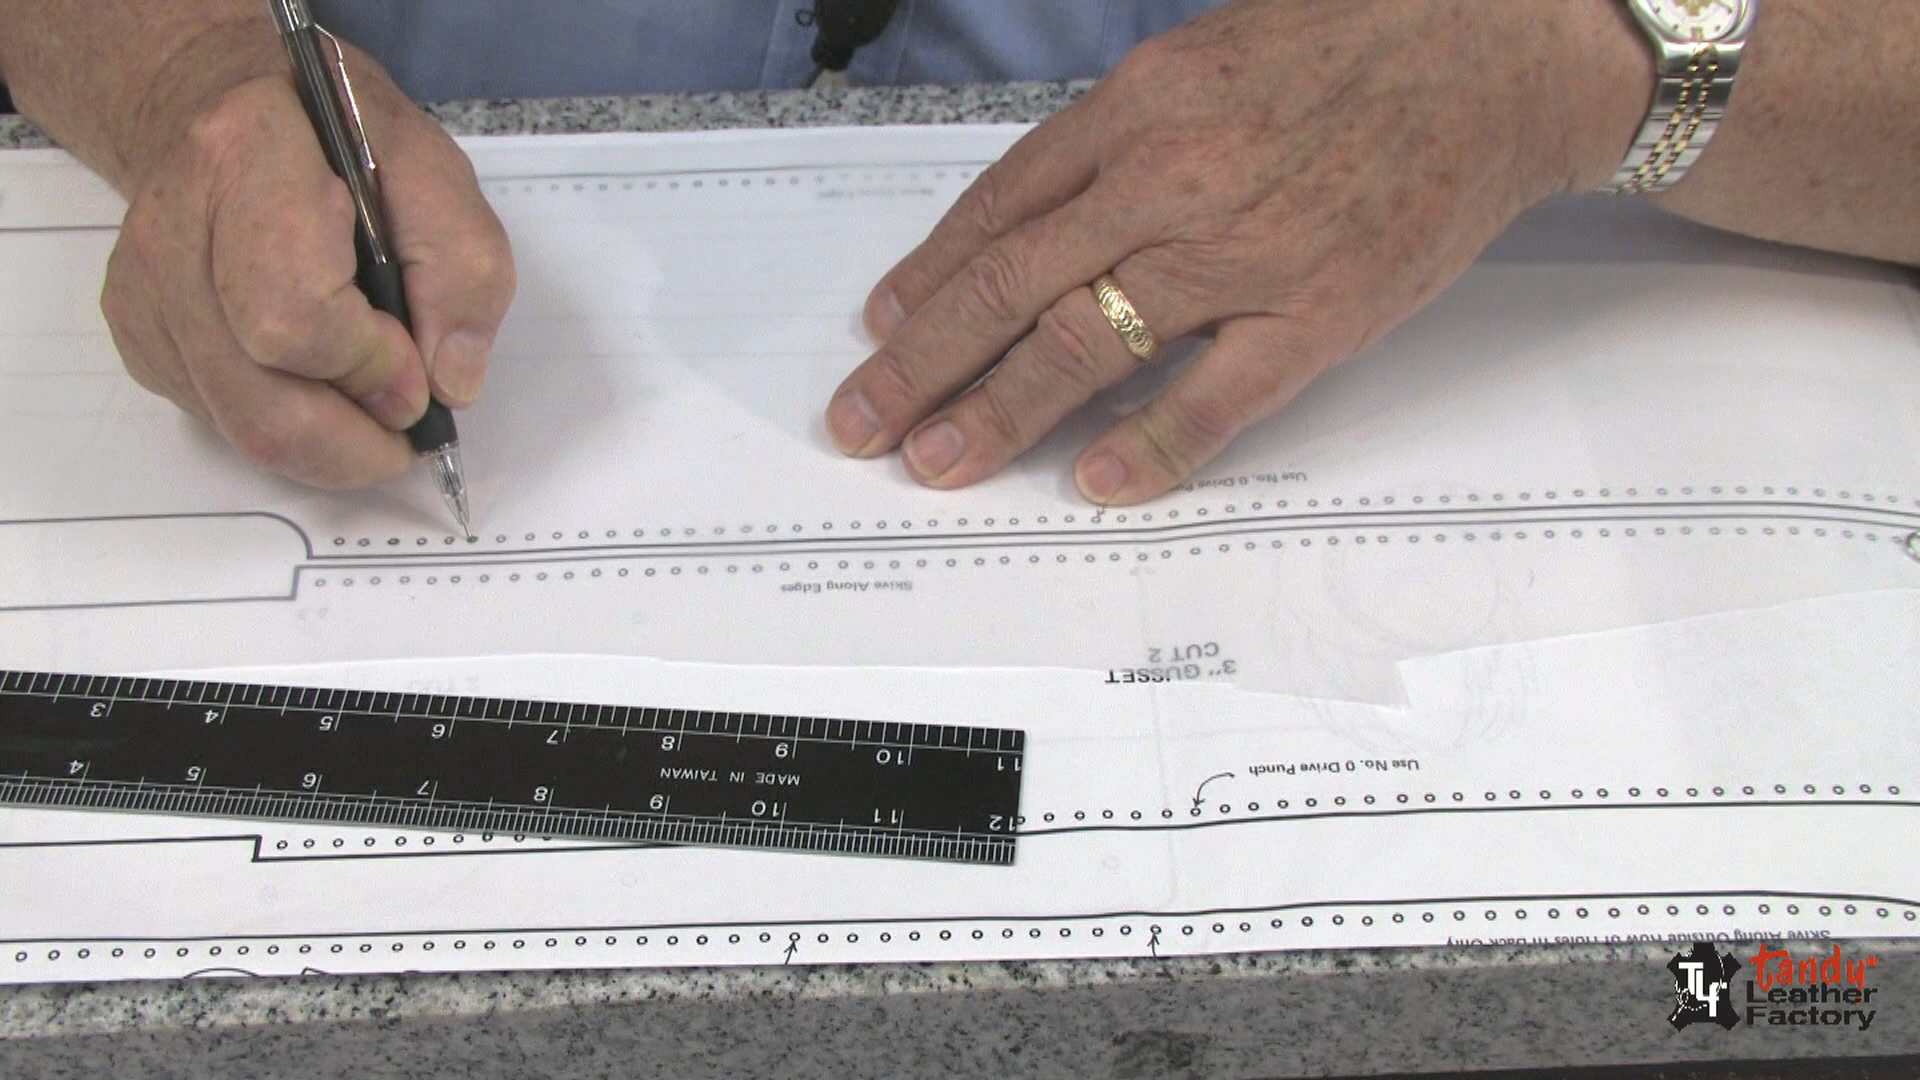 Use No. 0 Drive Pu
Skive Along Edges
3" GUSSET
CUT 2
3 4 5 6 7 8 9 10 11
MADE IN TAIWAN
4 5 6 7 8 9 10 11 12
Use No. 0 Drive Punch
Skive Along Outside Row of Holes in Back Only
TLF
tandy
Leather
Factory